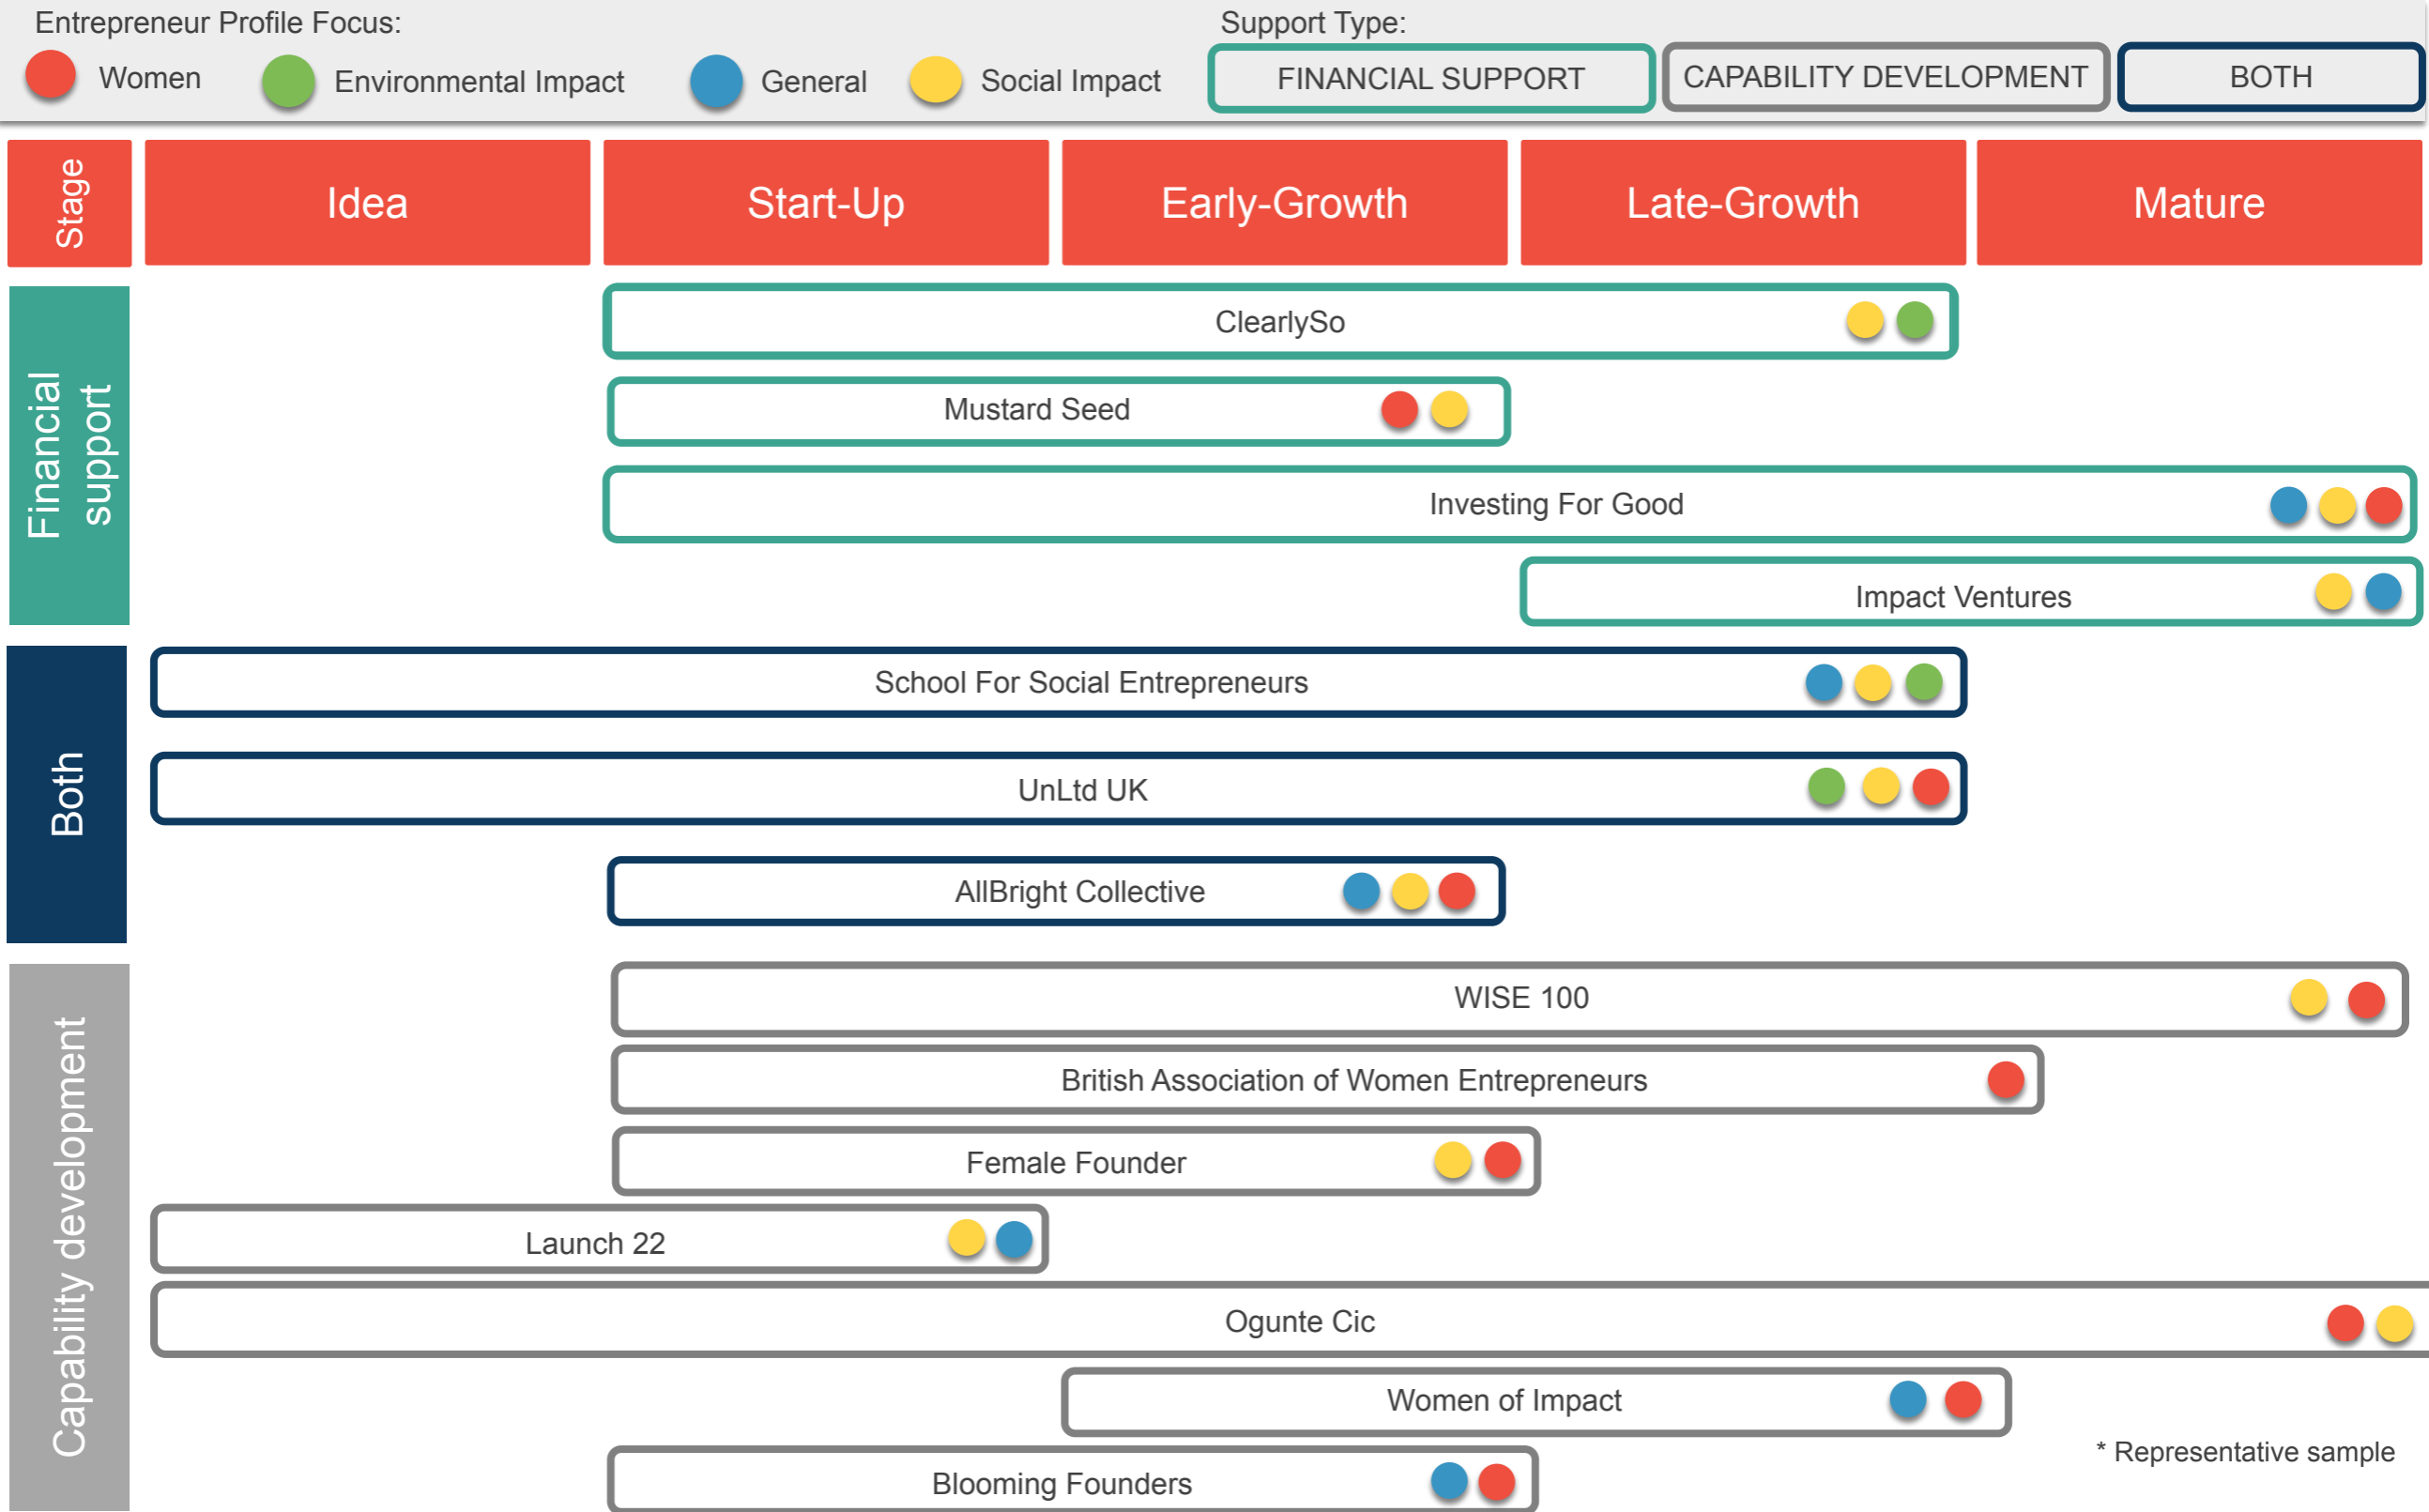 Entrepreneur Profile Focus:
Support Type:
Women
Environmental Impact
General
Social Impact
FINANCIAL SUPPORT
CAPABILITY DEVELOPMENT
BOTH
Stage
Idea
Start-Up
Early-Growth
Late-Growth
Mature
Financial
support
ClearlySo
Mustard Seed
Investing For Good
Impact Ventures
Both
School For Social Entrepreneurs
UnLtd UK
AllBright Collective
Capability development
WISE 100
British Association of Women Entrepreneurs
Female Founder
Launch 22
Ogunte Cic
Women of Impact
* Representative sample
Blooming Founders